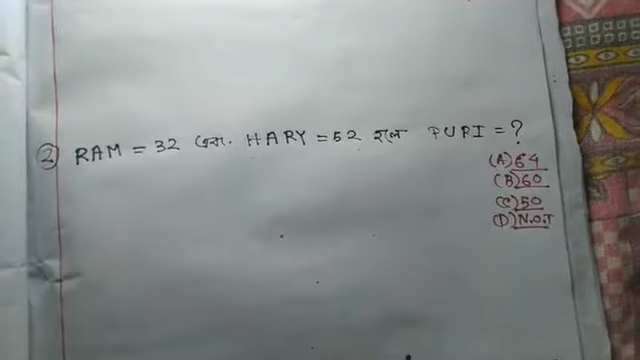 2) RAM = 32 এবং HARY = 52 হলে PURI = ?
(A) 64
(B) 60
(C) 50
(D) N.O.T